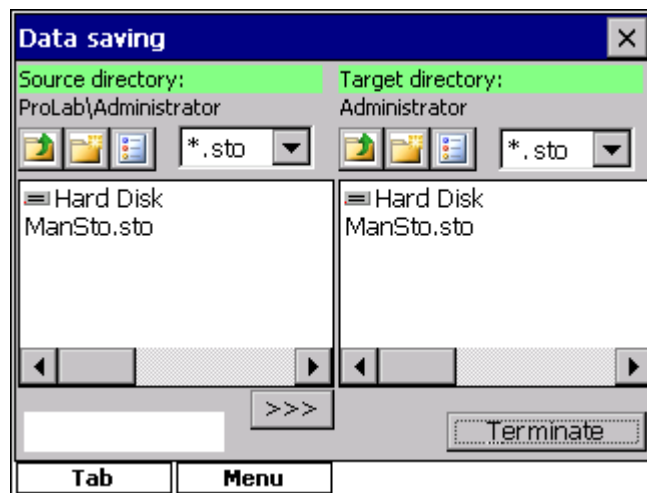 Data saving
Source directory: Target directory:
ProLab\Administrator Administrator
*.sto *.sto
Hard Disk Hard Disk
ManSto.sto ManSto.sto
>>>
Terminate
Tab Menu